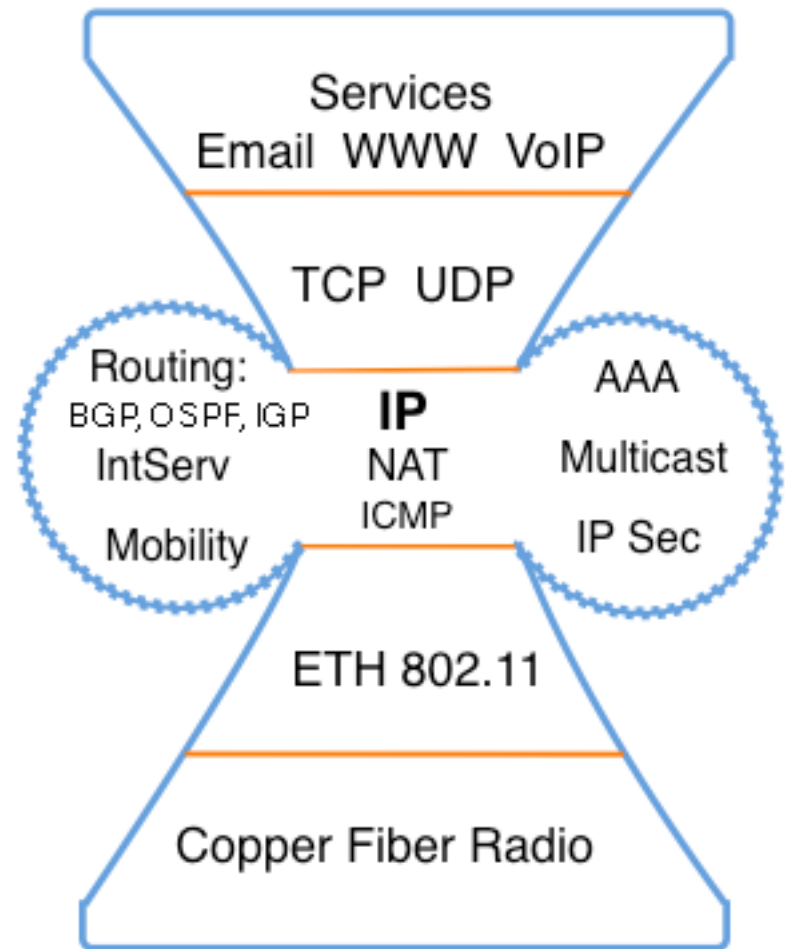 Services
Email WWW VoIP
TCP UDP
Routing:
BGP, OSPF, IGP
IntServ
Mobility
IP
NAT
ICMP
AAA
Multicast
IP Sec
ETH 802.11
Copper Fiber Radio